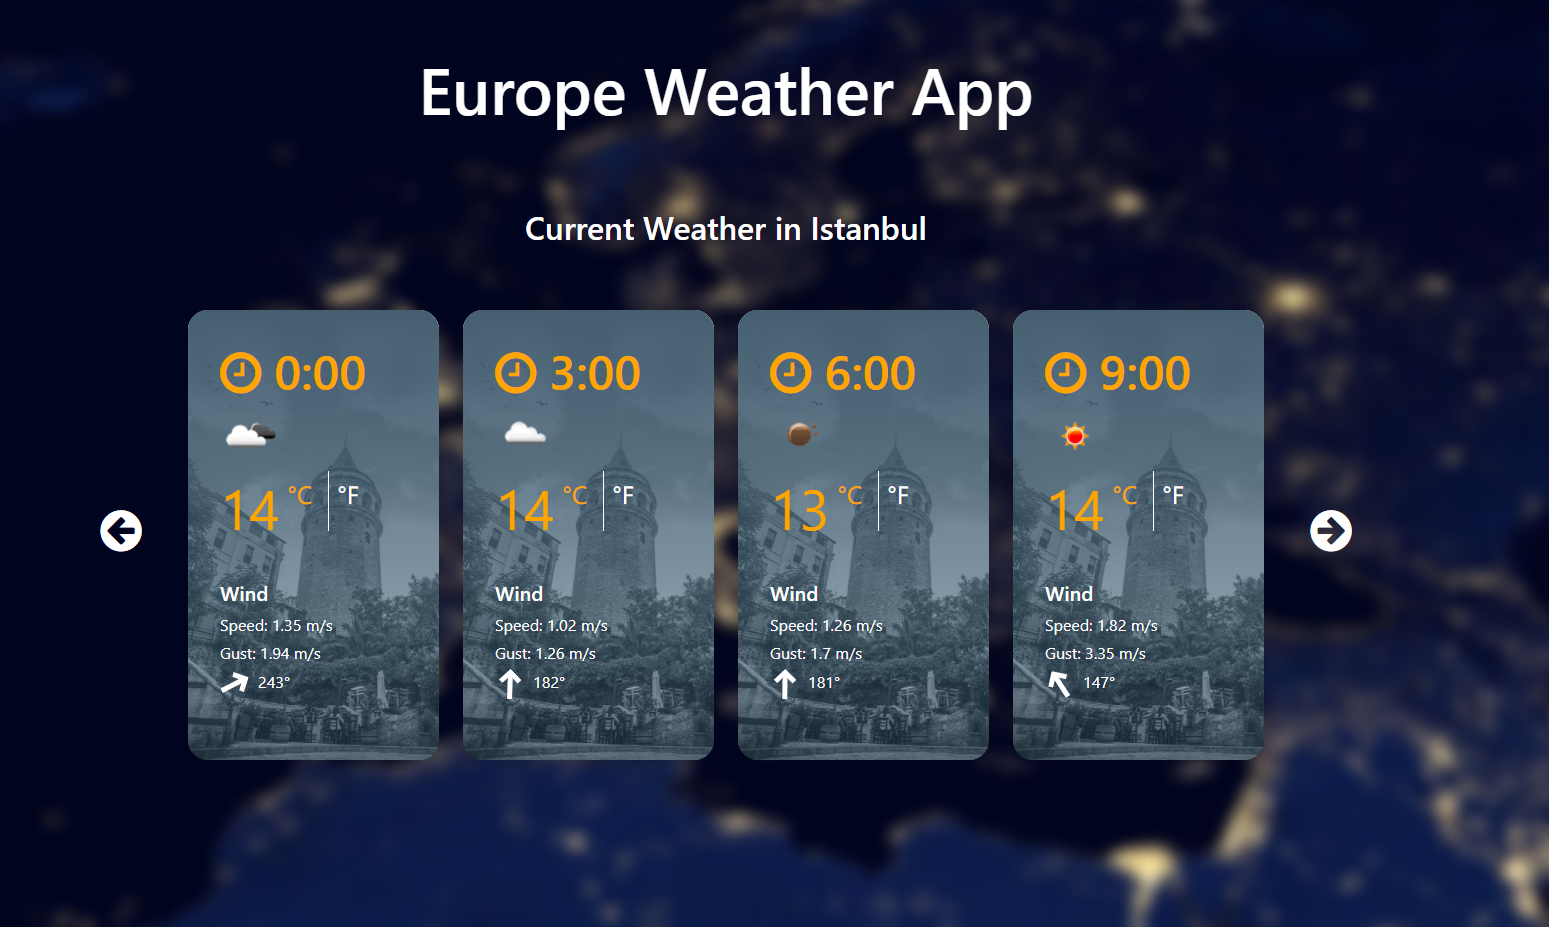 Europe Weather App
Current Weather in Istanbul
0:00
14 °C °F
Wind
Speed: 1.35 m/s
Gust: 1.94 m/s
243°
3:00
14 °C °F
Wind
Speed: 1.02 m/s
Gust: 1.26 m/s
182°
6:00
13 °C °F
Wind
Speed: 1.26 m/s
Gust: 1.7 m/s
181°
9:00
14 °C °F
Wind
Speed: 1.82 m/s
Gust: 3.35 m/s
147°